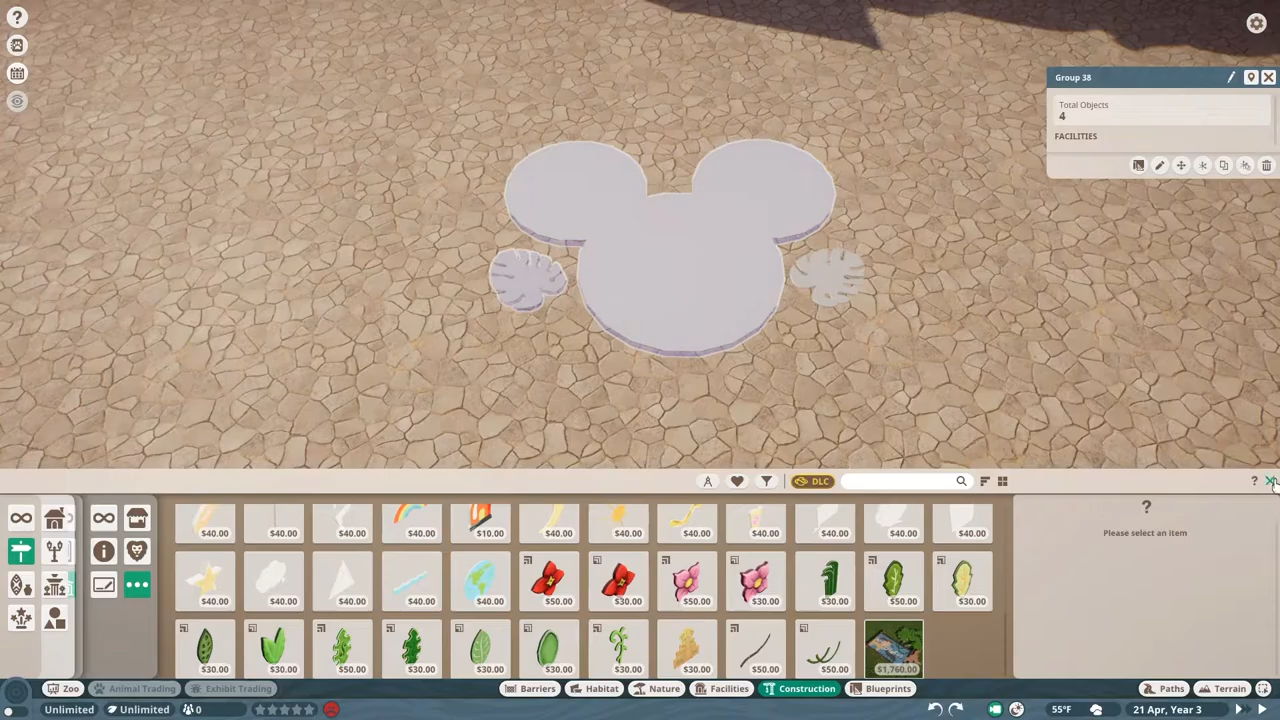 ?
Group 38
Total Objects
4
FACILITIES
DLC
?
?
Please select an item
$40.00 $40.00 $40.00 $40.00 $10.00 $40.00 $40.00 $40.00 $40.00 $40.00 $40.00 $40.00
$40.00 $40.00 $40.00 $40.00 $40.00 $50.00 $30.00 $50.00 $30.00 $30.00 $50.00 $30.00
$30.00 $30.00 $50.00 $30.00 $30.00 $30.00 $30.00 $30.00 $50.00 $50.00 $1,760.00
Zoo Animal Trading Exhibit Trading Barriers Habitat Nature Facilities Construction Blueprints Paths Terrain
Unlimited Unlimited 0 55°F 21 Apr, Year 3